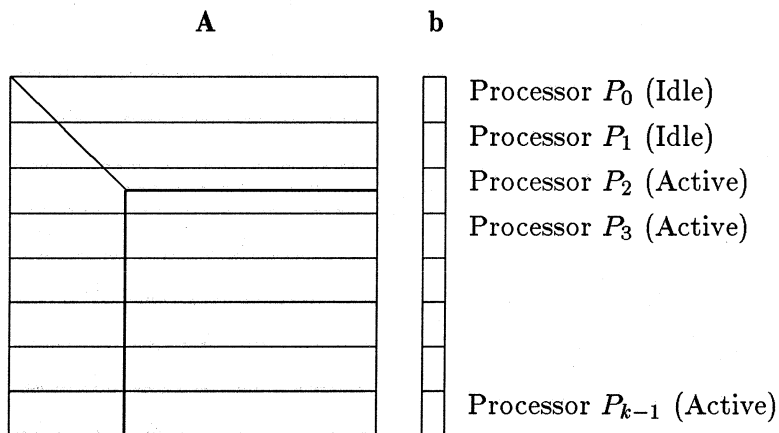 A b
Processor P₀ (Idle)
Processor P₁ (Idle)
Processor P₂ (Active)
Processor P₃ (Active)
Processor Pₖ₋₁ (Active)